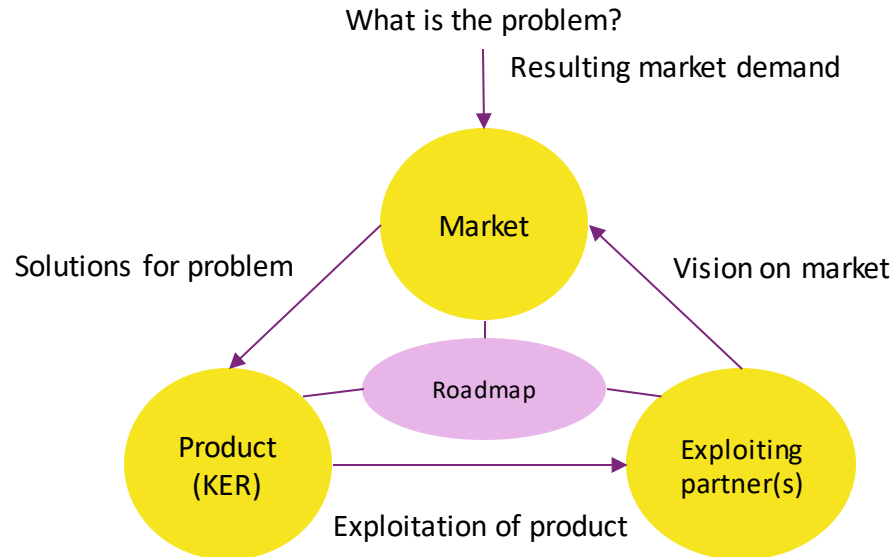 What is the problem?
Resulting market demand
Market
Solutions for problem
Vision on market
Roadmap
Product
(KER)
Exploiting
partner(s)
Exploitation of product